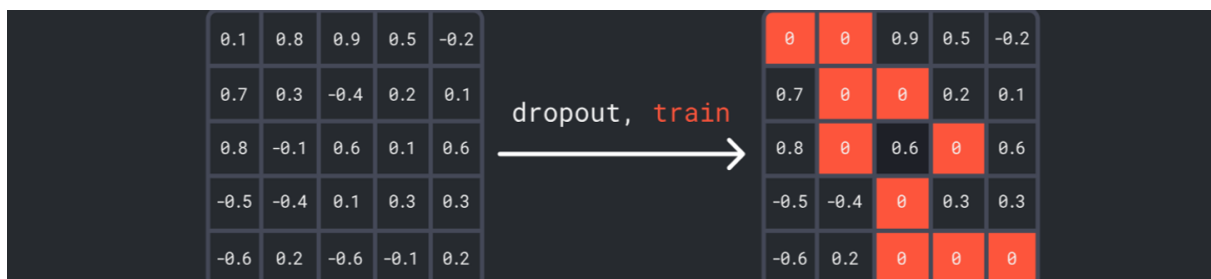 0.1 0.8 0.9 0.5 -0.2
0.7 0.3 -0.4 0.2 0.1
0.8 -0.1 0.6 0.1 0.6
-0.5 -0.4 0.1 0.3 0.3
-0.6 0.2 -0.6 -0.1 0.2
dropout, train
0 0 0.9 0.5 -0.2
0.7 0 0 0.2 0.1
0.8 0 0.6 0 0.6
-0.5 -0.4 0 0.3 0.3
-0.6 0.2 0 0 0